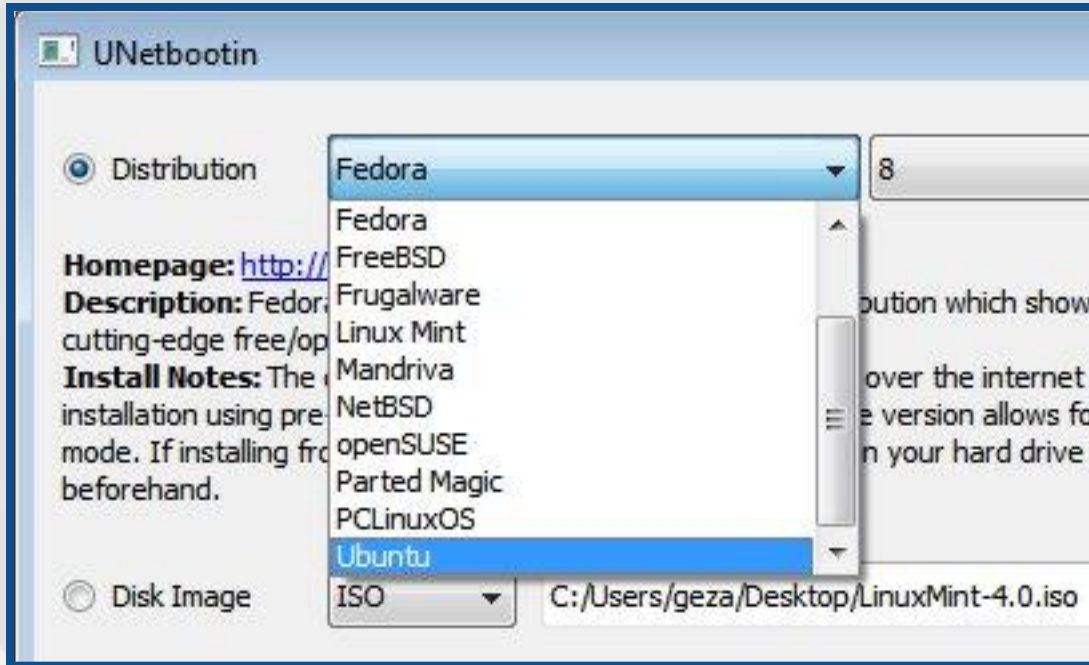 UNetbootin
Distribution Fedora 8
Fedora
FreeBSD
Frugalware
Linux Mint
Mandriva
NetBSD
openSUSE
Parted Magic
PCLinuxOS
Ubuntu
Homepage: http://
Description: Fedor
bution which show
cutting-edge free/op
Install Notes: The
over the internet
installation using pre-
e version allows fo
mode. If installing fro
n your hard drive
beforehand.
Disk Image ISO C:/Users/geza/Desktop/LinuxMint-4.0.iso